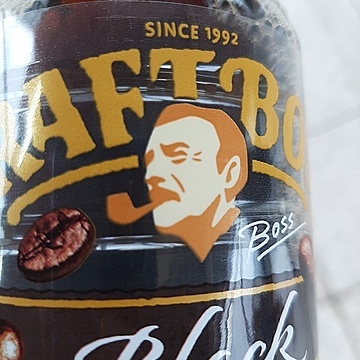 SINCE 1992
RAFT BO
Boss
Black